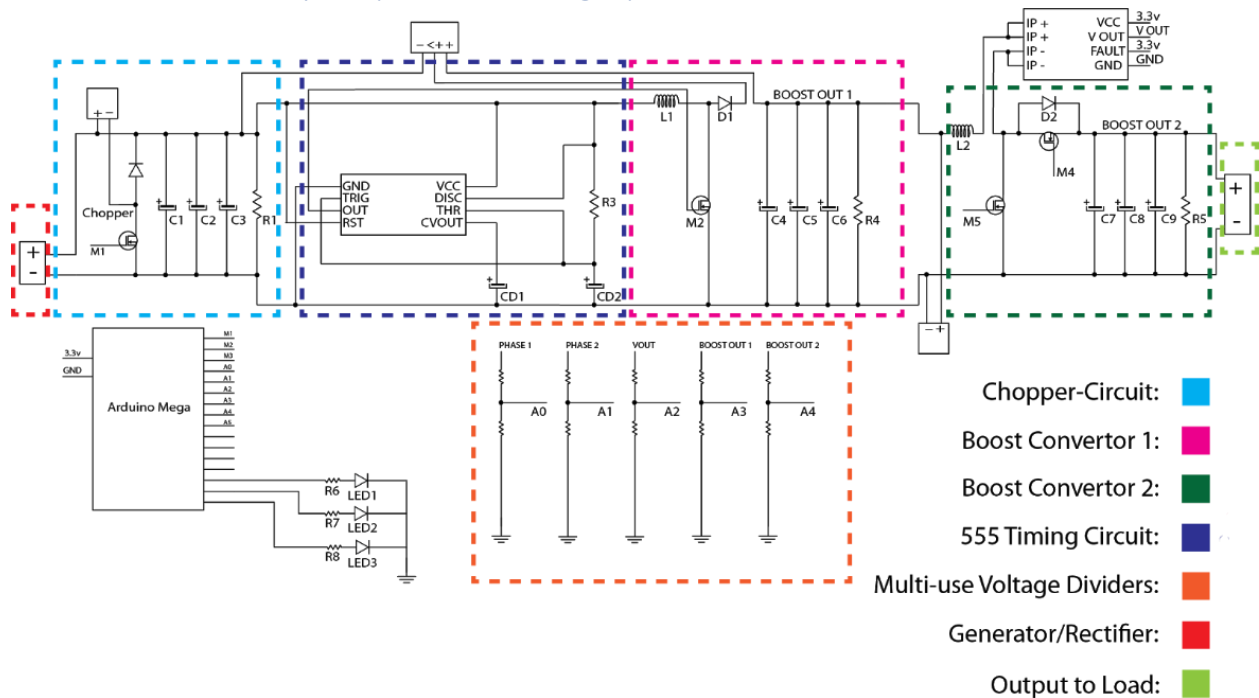 - < + +
IP + VCC 3.3v
IP + V OUT V OUT
IP - FAULT 3.3v
IP - GND GND
+ -
Chopper
M1
+
-
+ C1
+ C2
+ C3
R1
GND VCC
TRIG DISC
OUT THR
RST CVOUT
R3
+ CD1
+ CD2
L1
D1
BOOST OUT 1
M2
+ C4
+ C5
+ C6
R4
L2
D2
BOOST OUT 2
M4
M5
+ C7
+ C8
+ C9
R5
+
-
- +
3.3v
GND
Arduino Mega
M1
M2
M3
A0
A1
A2
A3
A4
A5
R6 LED1
R7 LED2
R8 LED3
PHASE 1 PHASE 2 VOUT BOOST OUT 1 BOOST OUT 2
A0 A1 A2 A3 A4
Chopper-Circuit:
Boost Convertor 1:
Boost Convertor 2:
555 Timing Circuit:
Multi-use Voltage Dividers:
Generator/Rectifier:
Output to Load: